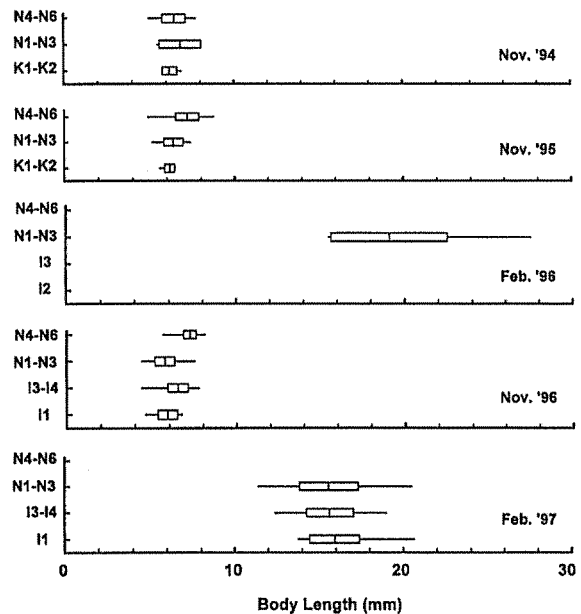 N4-N6
N1-N3
K1-K2
Nov. '94
N4-N6
N1-N3
K1-K2
Nov. '95
N4-N6
N1-N3
I3
I2
Feb. '96
N4-N6
N1-N3
I3-I4
I1
Nov. '96
N4-N6
N1-N3
I3-I4
I1
Feb. '97
0 10 20 30
Body Length (mm)